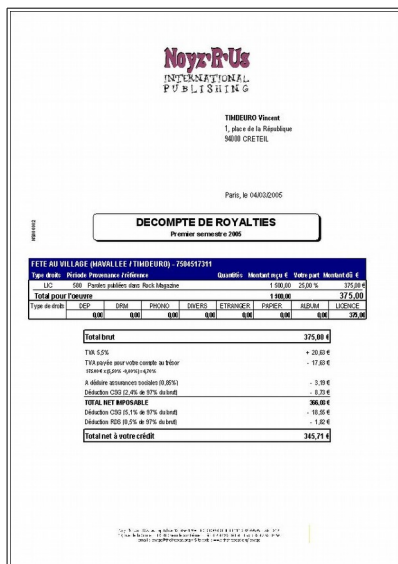 Noyz'R'Us
INTERNATIONAL
PUBLISHING
TIMDEURO Vincent
1, place de la République
94000 CRETEIL
Paris, le 04/03/2005
DECOMPTE DE ROYALTIES
Premier semestre 2005
FETE AU VILLAGE (HAVALLEE / TIMDEURO) - 7504517311
Type droits Période Provenance / référence Quantités Montant reçu € Votre part Montant dû €
LIC 500 Paroles publiées dans Rock Magazine 1 500,00 25,00 % 375,00 €
Total pour l'oeuvre 1 500,00 375,00
Type de droits DEP DRM PHONO DIVERS ETRANGER PAPIER ALBUM LICENCE
0,00 0,00 0,00 0,00 0,00 0,00 0,00 375,00
Total brut 375,00 €
TVA 5,5% + 20,63 €
TVA payée pour votre compte au trésor - 17,63 €
A déduire assurances sociales (0,85%) - 3,19 €
Déduction CSG (2,4% de 97% du brut) - 8,73 €
TOTAL NET IMPOSABLE 366,08 €
Déduction CSG (5,1% de 97% du brut) - 18,55 €
Déduction RDS (0,5% de 97% du brut) - 1,82 €
Total net à votre crédit 345,71 €